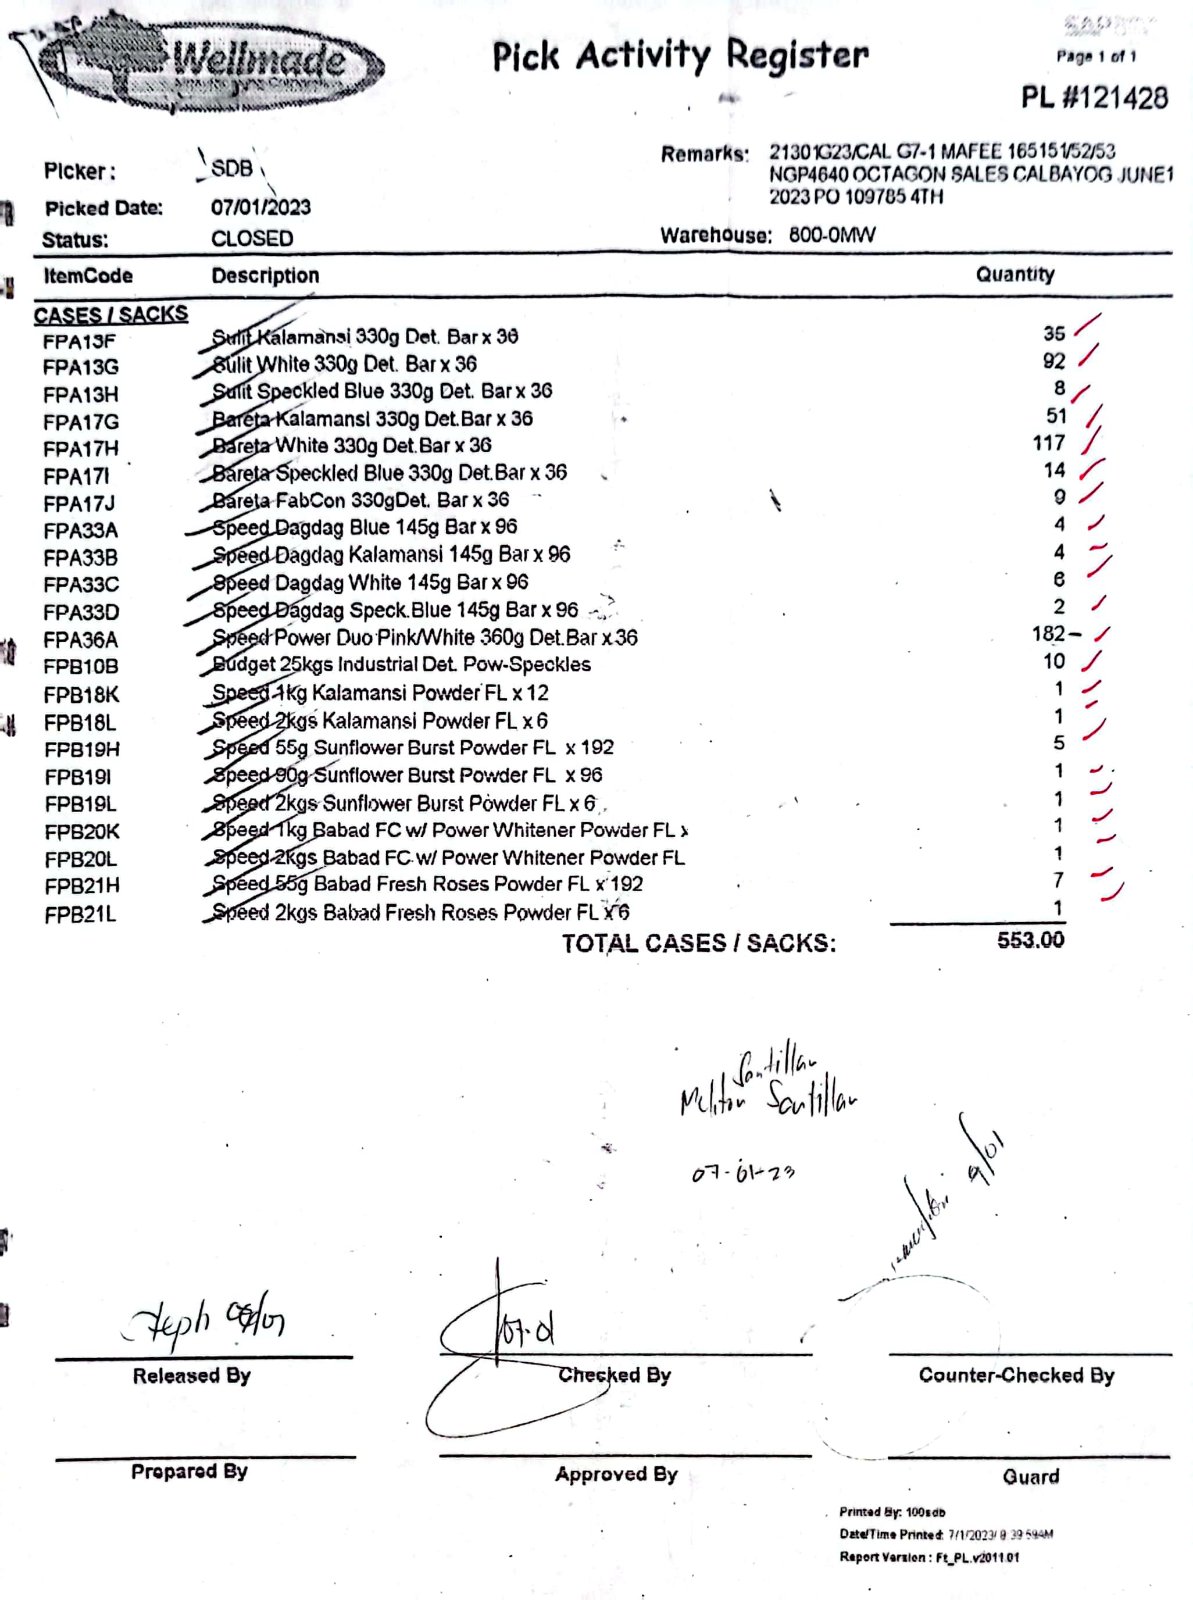 Wellmade
Pick Activity Register
Page 1 of 1
PL #121428
Picker: SDB
Remarks: 21301G23/CAL G7-1 MAFEE 165151/52/53
NGP4640 OCTAGON SALES CALBAYOG JUNE1
2023 PO 109785 4TH
Picked Date: 07/01/2023
Status: CLOSED
Warehouse: 800-0MW
ItemCode Description Quantity
CASES / SACKS
FPA13F Sulit Kalamansi 330g Det. Bar x 36 35
FPA13G Sulit White 330g Det. Bar x 36 92
FPA13H Sulit Speckled Blue 330g Det. Bar x 36 8
FPA17G Bareta Kalamansi 330g Det.Bar x 36 51
FPA17H Bareta White 330g Det.Bar x 36 117
FPA17I Bareta Speckled Blue 330g Det.Bar x 36 14
FPA17J Bareta FabCon 330gDet. Bar x 36 9
FPA33A Speed Dagdag Blue 145g Bar x 96 4
FPA33B Speed Dagdag Kalamansi 145g Bar x 96 4
FPA33C Speed Dagdag White 145g Bar x 96 6
FPA33D Speed Dagdag Speck.Blue 145g Bar x 96 2
FPA36A Speed Power Duo Pink/White 360g Det.Bar x 36 182
FPB10B Budget 25kgs Industrial Det. Pow-Speckles 10
FPB18K Speed 1kg Kalamansi Powder FL x 12 1
FPB18L Speed 2kgs Kalamansi Powder FL x 6 1
FPB19H Speed 55g Sunflower Burst Powder FL x 192 5
FPB19I Speed 90g Sunflower Burst Powder FL x 96 1
FPB19L Speed 2kgs Sunflower Burst Powder FL x 6 1
FPB20K Speed 1kg Babad FC w/ Power Whitener Powder FL x 1
FPB20L Speed 2kgs Babad FC w/ Power Whitener Powder FL 1
FPB21H Speed 55g Babad Fresh Roses Powder FL x 192 7
FPB21L Speed 2kgs Babad Fresh Roses Powder FL x 6 1
TOTAL CASES / SACKS: 553.00
Santillan
Meliton Santillan
07-01-23
Steph
07-01
Released By Checked By Counter-Checked By
Prepared By Approved By Guard
Printed By: 100sdb
Date/Time Printed: 7/1/2023/ 8:39:59AM
Report Version : Ft_PL.v2011.01